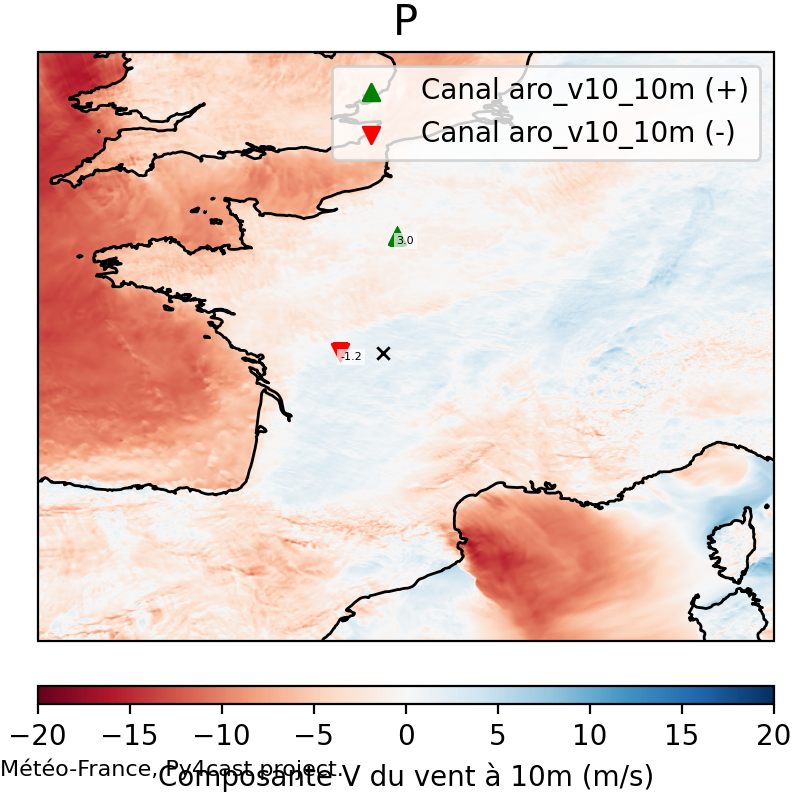 P
Canal aro_v10_10m (+)
Canal aro_v10_10m (-)
3.0
-1.2
−20 −15 −10 −5 0 5 10 15 20
Météo-France, Py4cast project.
Composante V du vent à 10m (m/s)